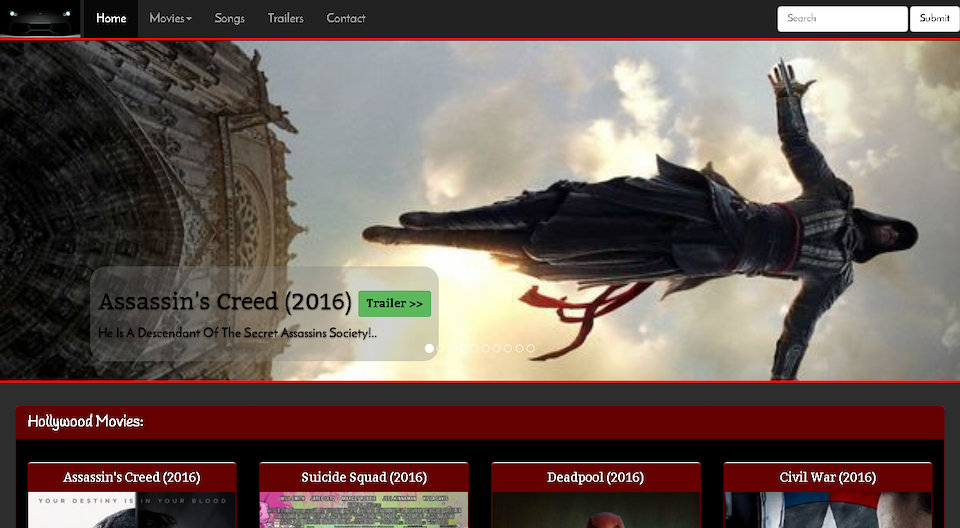 Home Movies Songs Trailers Contact Search Submit
Assassin's Creed (2016) Trailer >>
He Is A Descendant Of The Secret Assassins Society!..
Hollywood Movies:
Assassin's Creed (2016) Suicide Squad (2016) Deadpool (2016) Civil War (2016)
YOUR DESTINY IS IN YOUR BLOOD